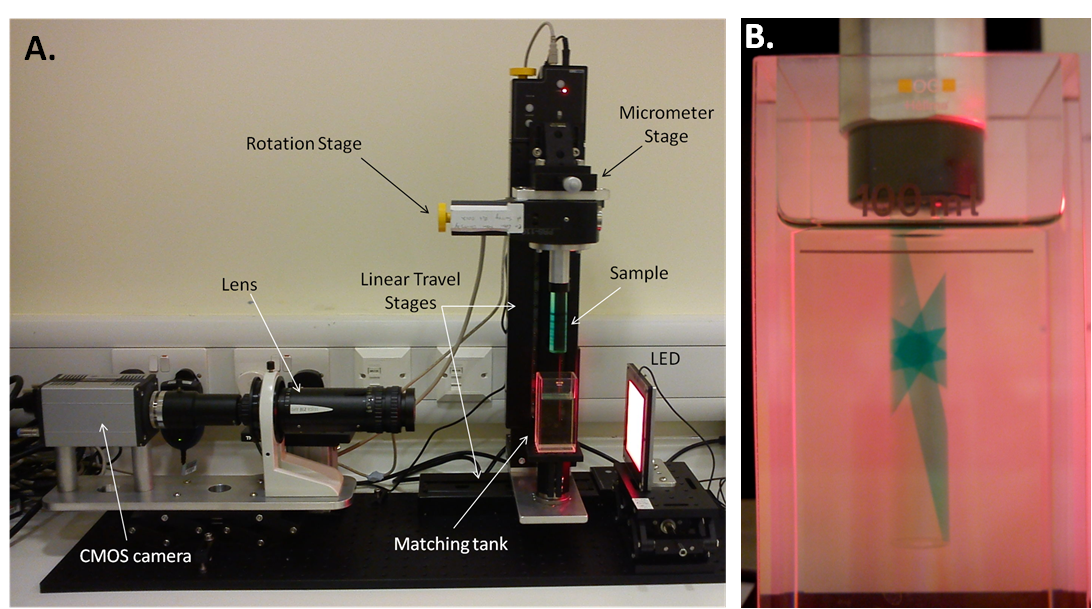 A.
B.
Micrometer
Stage
Rotation Stage
Linear Travel
Stages
Sample
Lens
LED
Matching tank
CMOS camera
100 ml